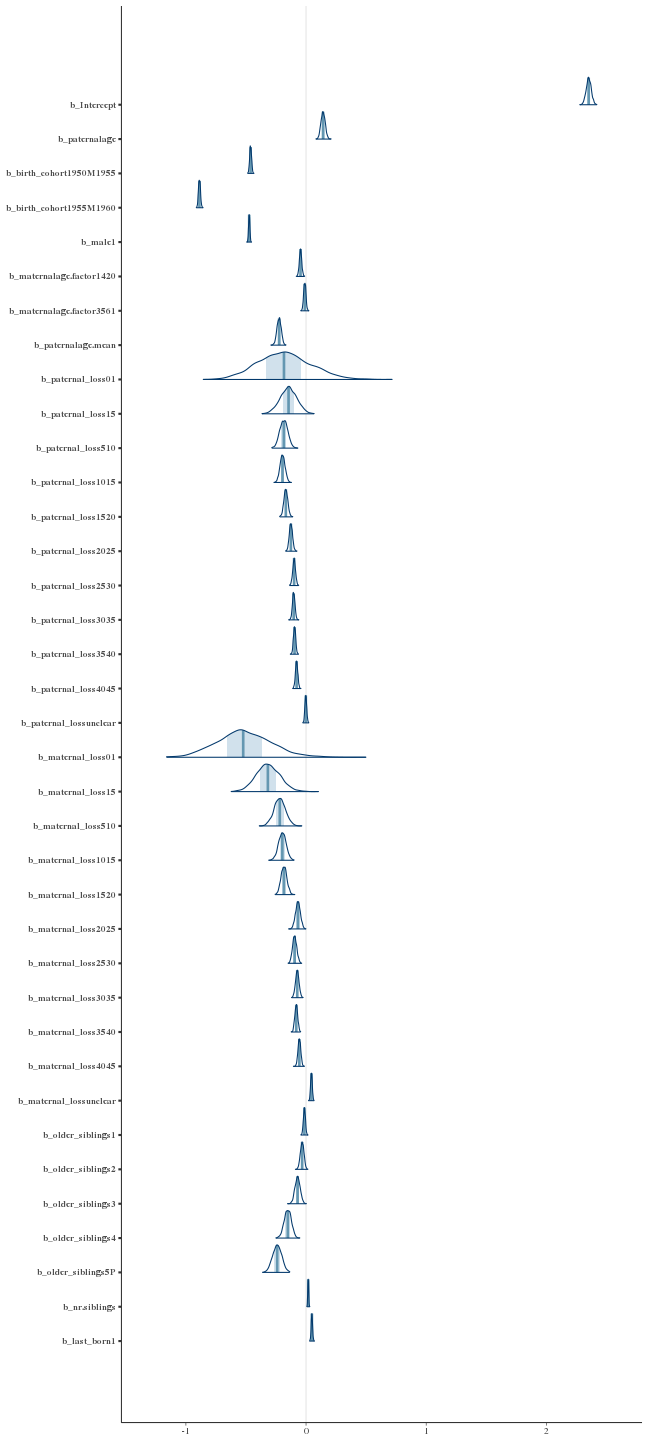 b_Intercept
b_paternalage
b_birth_cohort1950M1955
b_birth_cohort1955M1960
b_male1
b_maternalage.factor1420
b_maternalage.factor3561
b_paternalage.mean
b_paternal_loss01
b_paternal_loss15
b_paternal_loss510
b_paternal_loss1015
b_paternal_loss1520
b_paternal_loss2025
b_paternal_loss2530
b_paternal_loss3035
b_paternal_loss3540
b_paternal_loss4045
b_paternal_lossunclear
b_maternal_loss01
b_maternal_loss15
b_maternal_loss510
b_maternal_loss1015
b_maternal_loss1520
b_maternal_loss2025
b_maternal_loss2530
b_maternal_loss3035
b_maternal_loss3540
b_maternal_loss4045
b_maternal_lossunclear
b_older_siblings1
b_older_siblings2
b_older_siblings3
b_older_siblings4
b_older_siblings5P
b_nr.siblings
b_last_born1
-1 0 1 2